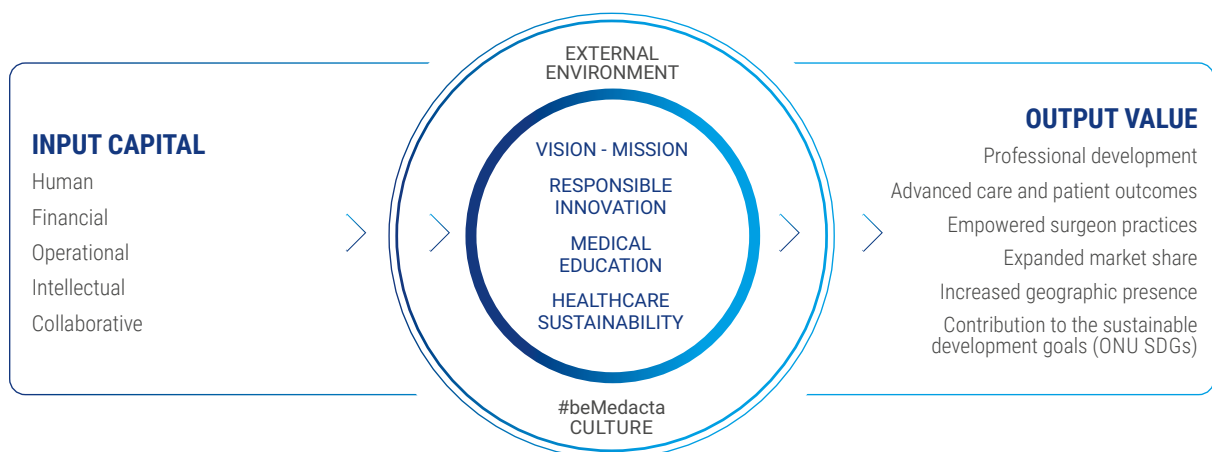 INPUT CAPITAL
Human
Financial
Operational
Intellectual
Collaborative
EXTERNAL
ENVIRONMENT
VISION - MISSION
RESPONSIBLE
INNOVATION
MEDICAL
EDUCATION
HEALTHCARE
SUSTAINABILITY
#beMedacta
CULTURE
OUTPUT VALUE
Professional development
Advanced care and patient outcomes
Empowered surgeon practices
Expanded market share
Increased geographic presence
Contribution to the sustainable
development goals (ONU SDGs)